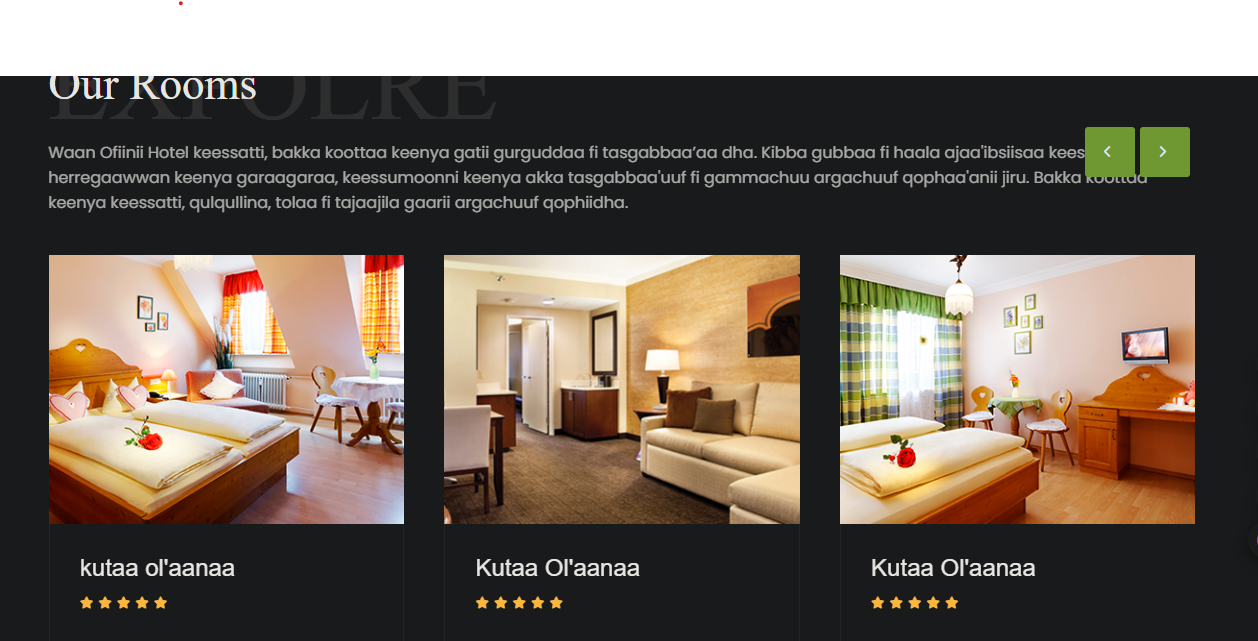 EXPOLRE
Our Rooms
Waan Ofiinii Hotel keessatti, bakka koottaa keenya gatii gurguddaa fi tasgabbaa’aa dha. Kibba gubbaa fi haala ajaa'ibsiisaa kees
herregaawwan keenya garaagaraa, keessumoonni keenya akka tasgabbaa'uuf fi gammachuu argachuuf qophaa'anii jiru. Bakka koottaa
keenya keessatti, qulqullina, tolaa fi tajaajila gaarii argachuuf qophiidha.
kutaa ol'aanaa
Kutaa Ol'aanaa
Kutaa Ol'aanaa